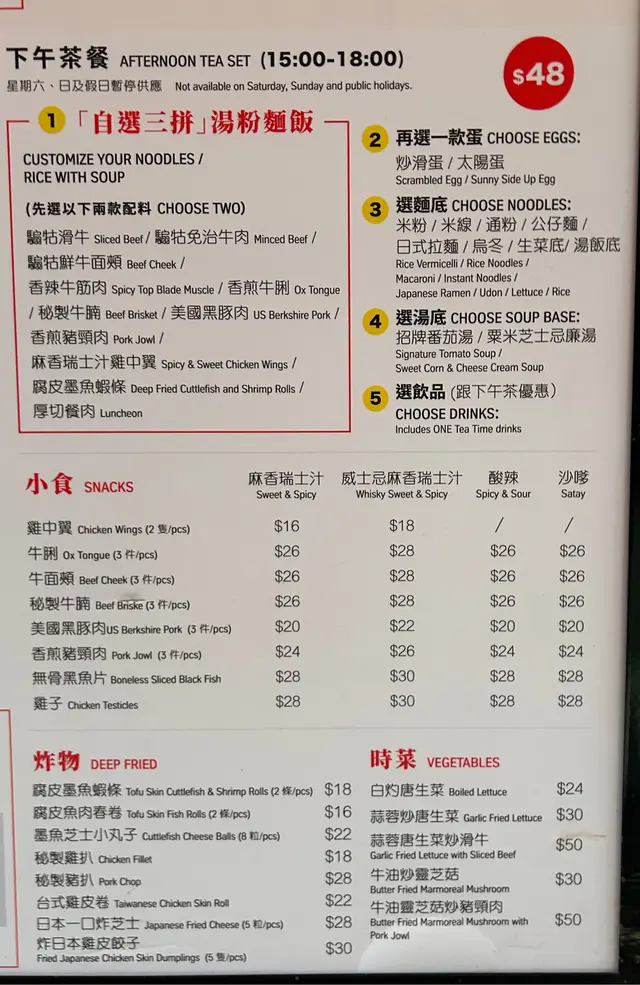 下午茶餐 AFTERNOON TEA SET (15:00-18:00)
星期六、日及假日暫停供應 Not available on Saturday, Sunday and public holidays.
$48
1 「自選三拼」湯粉麵飯
CUSTOMIZE YOUR NOODLES /
RICE WITH SOUP
(先選以下兩款配料 CHOOSE TWO)
騸牯滑牛 Sliced Beef / 騸牯免治牛肉 Minced Beef /
騸牯鮮牛面頰 Beef Cheek /
香辣牛筋肉 Spicy Top Blade Muscle / 香煎牛脷 Ox Tongue
/ 秘製牛腩 Beef Brisket / 美國黑豚肉 US Berkshire Pork /
香煎豬頸肉 Pork Jowl /
麻香瑞士汁雞中翼 Spicy & Sweet Chicken Wings /
腐皮墨魚蝦條 Deep Fried Cuttlefish and Shrimp Rolls /
厚切餐肉 Luncheon
2 再選一款蛋 CHOOSE EGGS:
炒滑蛋 / 太陽蛋
Scrambled Egg / Sunny Side Up Egg
3 選麵底 CHOOSE NOODLES:
米粉 / 米線 / 通粉 / 公仔麵 /
日式拉麵 / 烏冬 / 生菜底/ 湯飯底
Rice Vermicelli / Rice Noodles /
Macaroni / Instant Noodles /
Japanese Ramen / Udon / Lettuce / Rice
4 選湯底 CHOOSE SOUP BASE:
招牌番茄湯 / 粟米芝士忌廉湯
Signature Tomato Soup /
Sweet Corn & Cheese Cream Soup
5 選飲品 (跟下午茶優惠)
CHOOSE DRINKS:
Includes ONE Tea Time drinks
小食 SNACKS 麻香瑞士汁 威士忌麻香瑞士汁 酸辣 沙嗲
Sweet & Spicy Whisky Sweet & Spicy Spicy & Sour Satay
雞中翼 Chicken Wings (2 隻/pcs) $16 $18 / /
牛脷 Ox Tongue (3 件/pcs) $26 $28 $26 $26
牛面頰 Beef Cheek (3 件/pcs) $26 $28 $26 $26
秘製牛腩 Beef Briske (3 件/pcs) $26 $28 $26 $26
美國黑豚肉US Berkshire Pork (3 件/pcs) $20 $22 $20 $20
香煎豬頸肉 Pork Jowl (3 件/pcs) $24 $26 $24 $24
無骨黑魚片 Boneless Sliced Black Fish $28 $30 $28 $28
雞子 Chicken Testicles $28 $30 $28 $28
炸物 DEEP FRIED
腐皮墨魚蝦條 Tofu Skin Cuttlefish & Shrimp Rolls (2 條/pcs) $18
腐皮魚肉春卷 Tofu Skin Fish Rolls (2 條/pcs) $16
墨魚芝士小丸子 Cuttlefish Cheese Balls (8 粒/pcs) $22
秘製雞扒 Chicken Fillet $18
秘製豬扒 Pork Chop $28
台式雞皮卷 Taiwanese Chicken Skin Roll $22
日本一口炸芝士 Japanese Fried Cheese (5 粒/pcs) $28
炸日本雞皮餃子 $30
Fried Japanese Chicken Skin Dumplings (5 隻/pcs)
時菜 VEGETABLES
白灼唐生菜 Boiled Lettuce $24
蒜蓉炒唐生菜 Garlic Fried Lettuce $30
蒜蓉唐生菜炒滑牛 $50
Garlic Fried Lettuce with Sliced Beef
牛油炒靈芝菇 $30
Butter Fried Marmoreal Mushroom
牛油靈芝菇炒豬頸肉 $50
Butter Fried Marmoreal Mushroom with
Pork Jowl